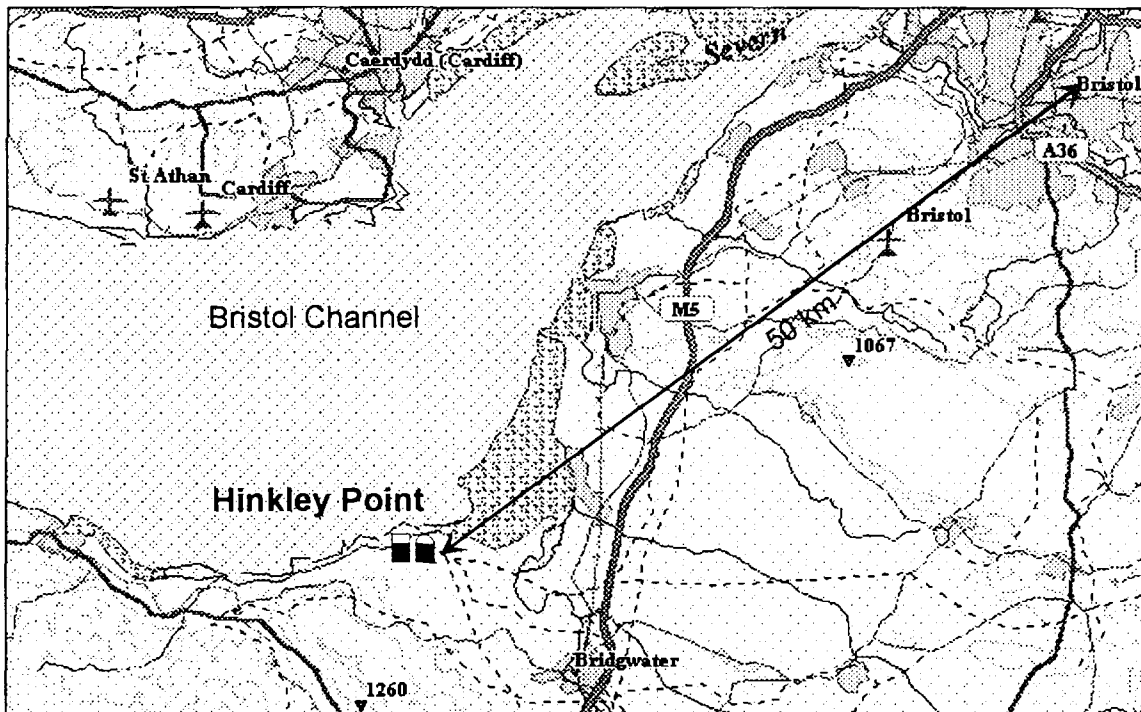 Severn
Caerdydd (Cardiff)
Bristol
A36
St Athan
Cardiff
Bristol
Bristol Channel
M5
50 km
1067
Hinkley Point
Bridgwater
1260